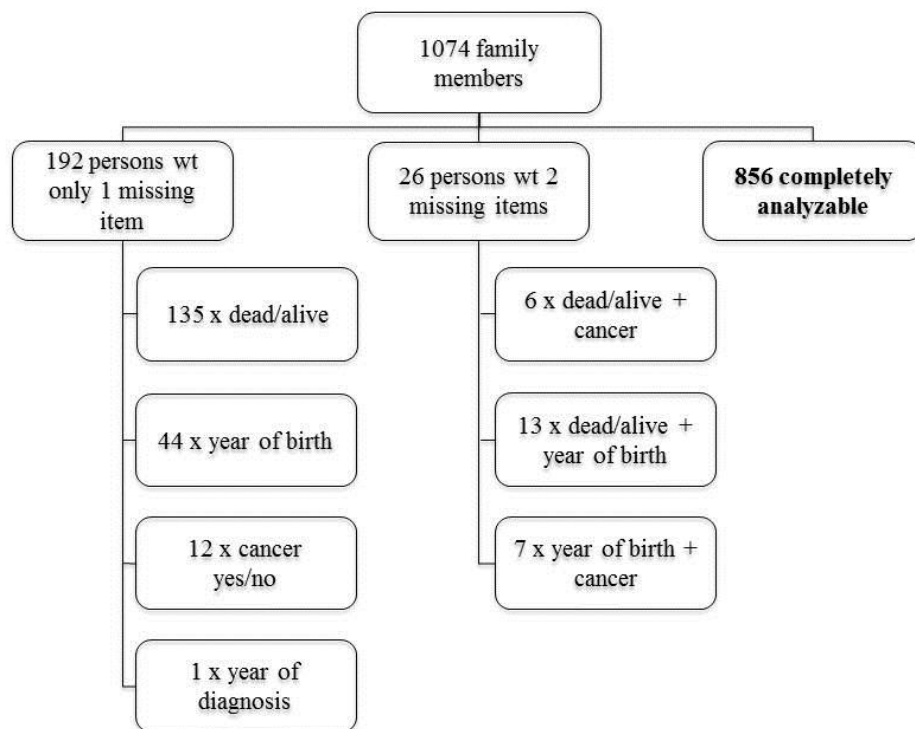 1074 family
members
192 persons wt
only 1 missing
item
26 persons wt 2
missing items
856 completely
analyzable
135 x dead/alive
44 x year of birth
12 x cancer
yes/no
1 x year of
diagnosis
6 x dead/alive +
cancer
13 x dead/alive +
year of birth
7 x year of birth +
cancer